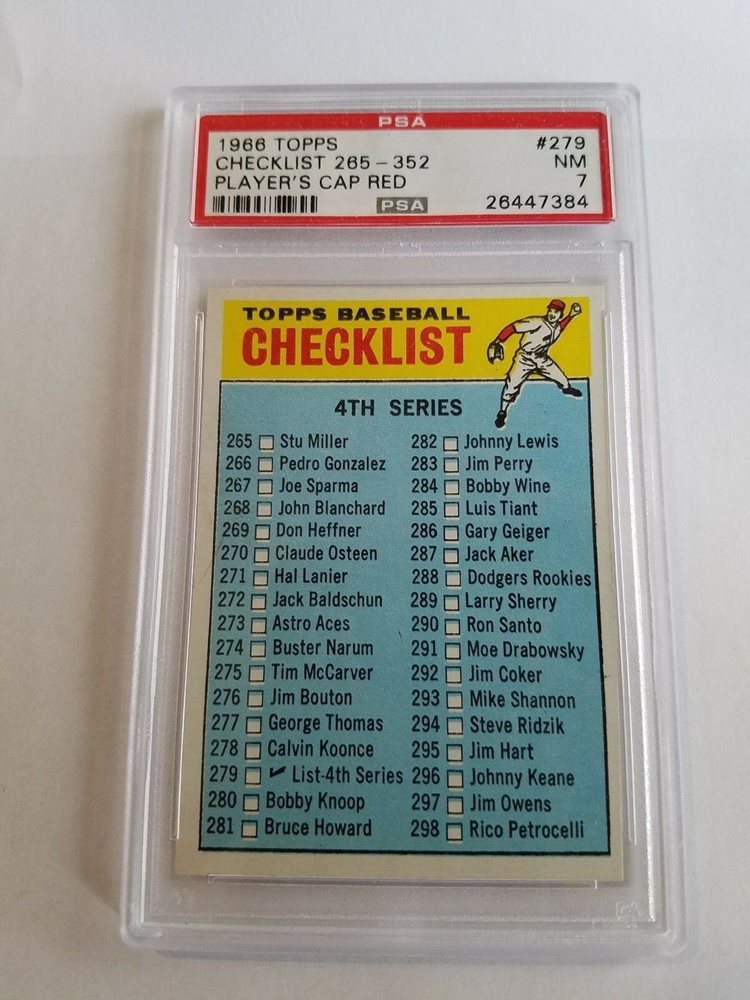 PSA
1966 TOPPS #279
CHECKLIST 265-352 NM
PLAYER'S CAP RED 7
PSA 26447384
TOPPS BASEBALL
CHECKLIST
4TH SERIES
265 Stu Miller
266 Pedro Gonzalez
267 Joe Sparma
268 John Blanchard
269 Don Heffner
270 Claude Osteen
271 Hal Lanier
272 Jack Baldschun
273 Astro Aces
274 Buster Narum
275 Tim McCarver
276 Jim Bouton
277 George Thomas
278 Calvin Koonce
279 ✔ List-4th Series
280 Bobby Knoop
281 Bruce Howard
282 Johnny Lewis
283 Jim Perry
284 Bobby Wine
285 Luis Tiant
286 Gary Geiger
287 Jack Aker
288 Dodgers Rookies
289 Larry Sherry
290 Ron Santo
291 Moe Drabowsky
292 Jim Coker
293 Mike Shannon
294 Steve Ridzik
295 Jim Hart
296 Johnny Keane
297 Jim Owens
298 Rico Petrocelli